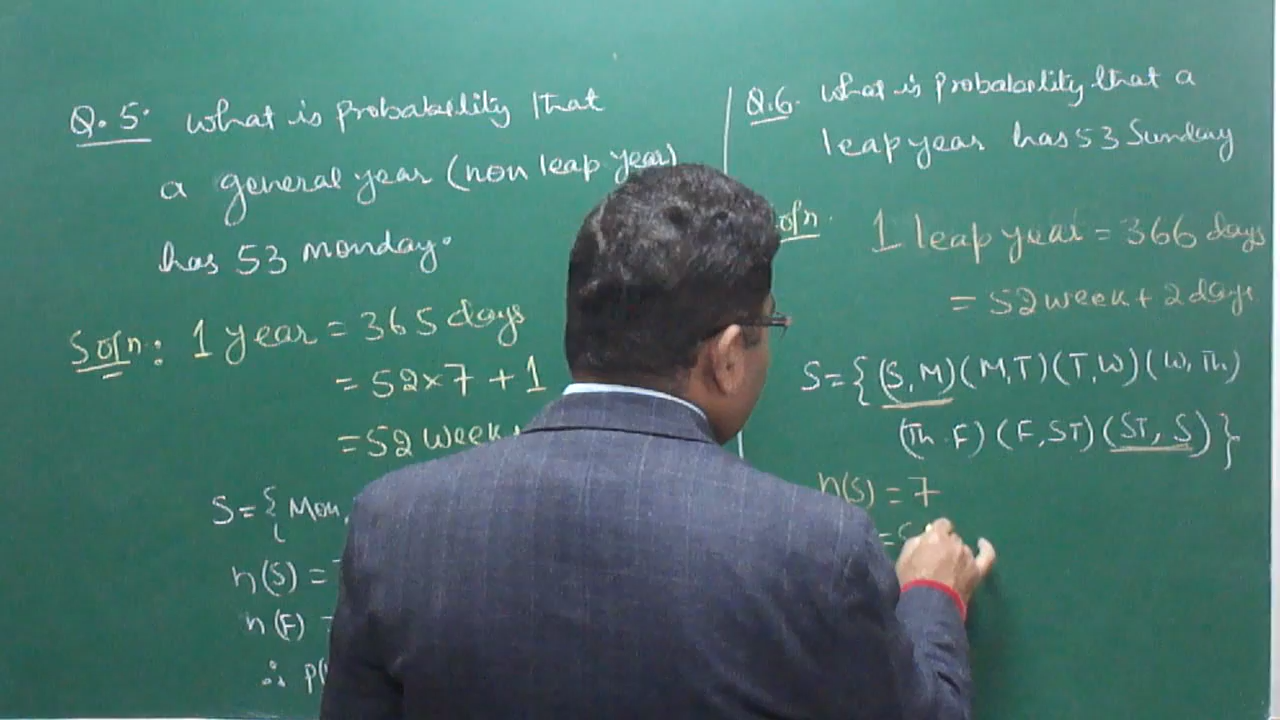 Q.5. What is probability that
a general year (non leap year)
has 53 monday.
Soln: 1 year = 365 days
= 52×7 + 1
= 52 week
S={ Mon,
n(S) =
n(F)
∴ P(
Q.6. What is probability that a
leap year has 53 Sunday
Soln. 1 leap year = 366 days
= 52 week + 2 days
S={(S,M)(M,T)(T,W)(W,Th)
(Th.F)(F,ST)(ST,S)}
n(S) = 7
=